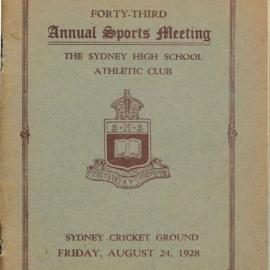 FORTY-THIRD
Annual Sports Meeting
THE SYDNEY HIGH SCHOOL
ATHLETIC CLUB
SYDNEY CRICKET GROUND
FRIDAY, AUGUST 24, 1928